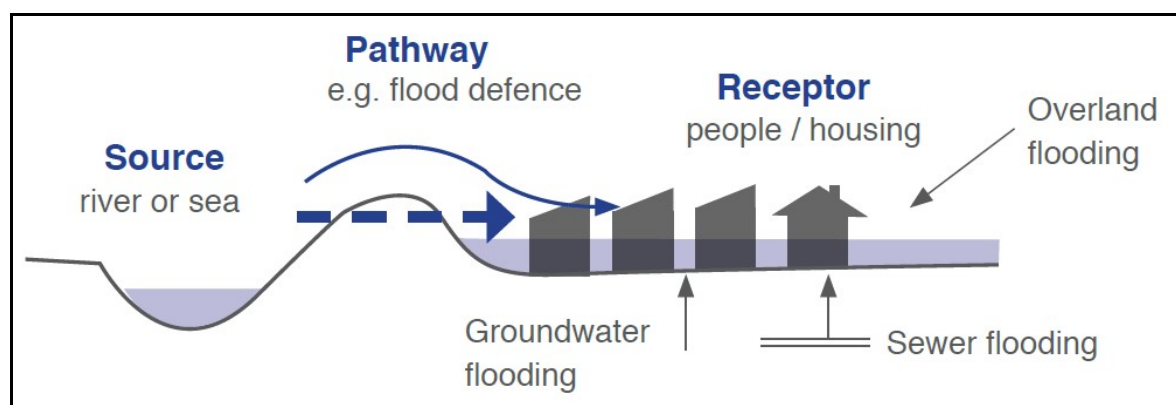 Pathway
e.g. flood defence
Receptor
people / housing
Overland
flooding
Source
river or sea
Groundwater
flooding
Sewer flooding